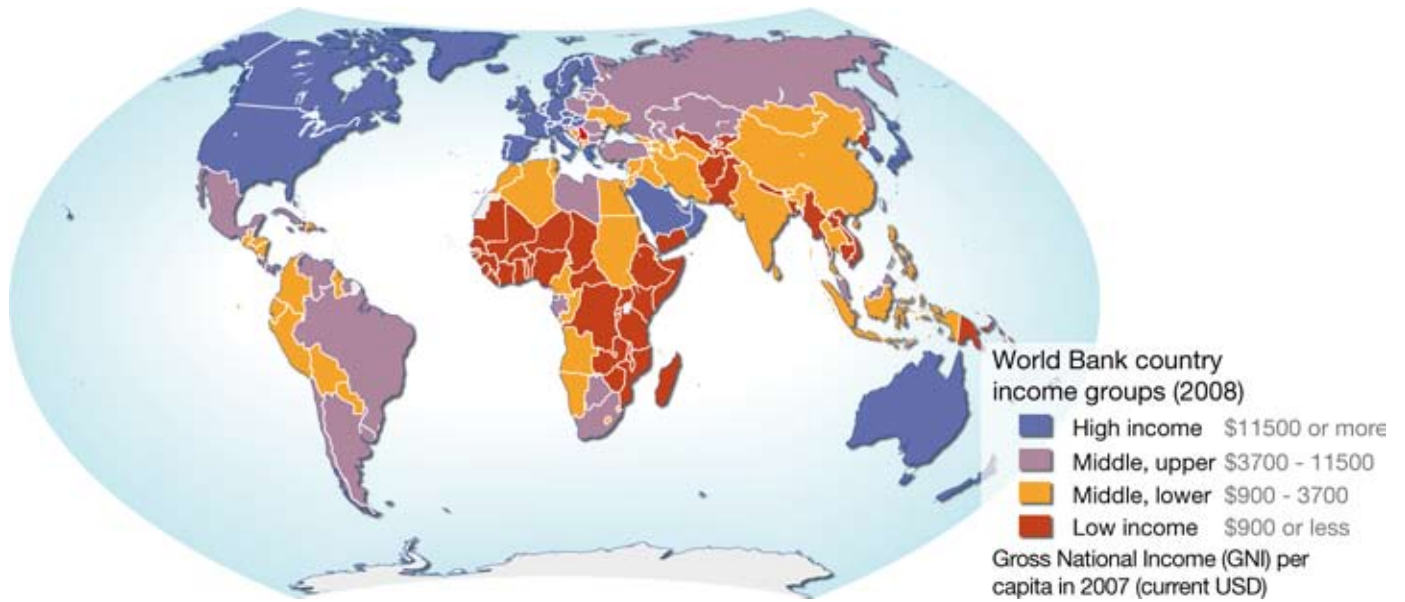 World Bank country
income groups (2008)
High income $11500 or more
Middle, upper $3700 - 11500
Middle, lower $900 - 3700
Low income $900 or less
Gross National Income (GNI) per
capita in 2007 (current USD)